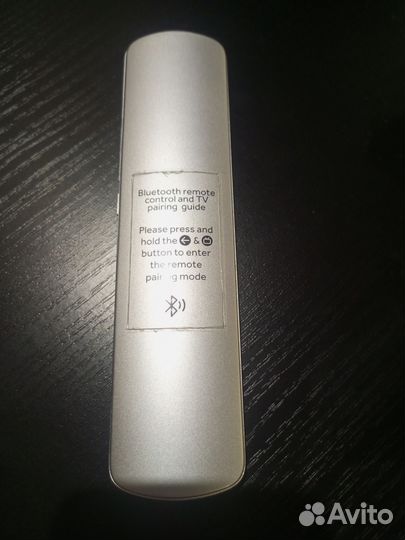 Bluetooth remote
control and TV
pairing guide
Please press and
hold the & 
button to enter
the remote
pairing mode
Avito